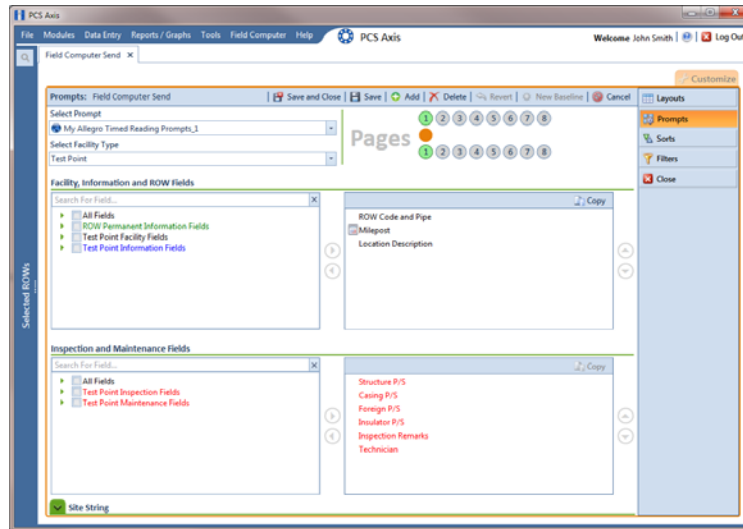 PCS Axis
File Modules Data Entry Reports / Graphs Tools Field Computer Help PCS Axis Welcome John Smith Log Out
Field Computer Send X
Customize
Prompts: Field Computer Send Save and Close Save Add Delete Revert New Baseline Cancel
Layouts
Prompts
Sorts
Filters
Close
Select Prompt
My Allegro Timed Reading Prompts_1
Select Facility Type
Test Point
Pages
1 2 3 4 5 6 7 8
1 2 3 4 5 6 7 8
Facility, Information and ROW Fields
Search For Field... X
All Fields
ROW Permanent Information Fields
Test Point Facility Fields
Test Point Information Fields
Copy
ROW Code and Pipe
Milepost
Location Description
Selected ROWs
Inspection and Maintenance Fields
Search For Field... X
All Fields
Test Point Inspection Fields
Test Point Maintenance Fields
Copy
Structure P/S
Casing P/S
Foreign P/S
Insulator P/S
Inspection Remarks
Technician
Site String